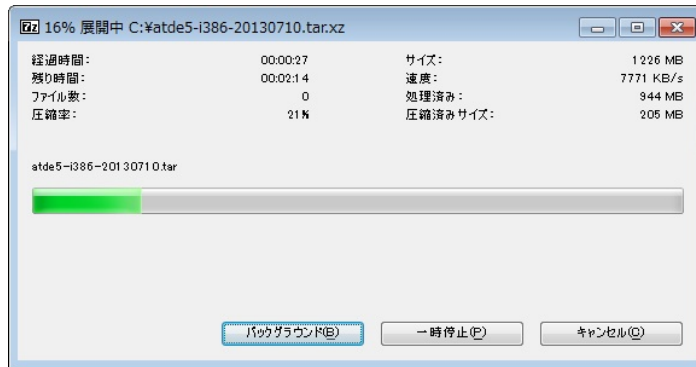 7z 16% 展開中 C:¥atde5-i386-20130710.tar.xz
経過時間: 00:00:27 サイズ: 1226 MB
残り時間: 00:02:14 速度: 7771 KB/s
ファイル数: 0 処理済み: 944 MB
圧縮率: 21% 圧縮済みサイズ: 205 MB
atde5-i386-20130710.tar
バックグラウンド(B) 一時停止(P) キャンセル(C)